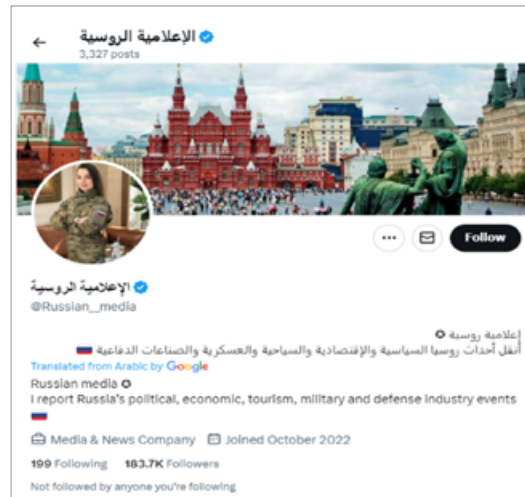 الإعلامية الروسية
3,327 posts
Follow
الإعلامية الروسية
@Russian__media
إعلامية روسية ✪
أنقل أحداث روسيا السياسية والإقتصادية والسياحية والعسكرية والصناعات الدفاعية 🇷🇺
Translated from Arabic by Google
Russian media ✪
I report Russia's political, economic, tourism, military and defense industry events
🇷🇺
Media & News Company Joined October 2022
199 Following 183.7K Followers
Not followed by anyone you're following